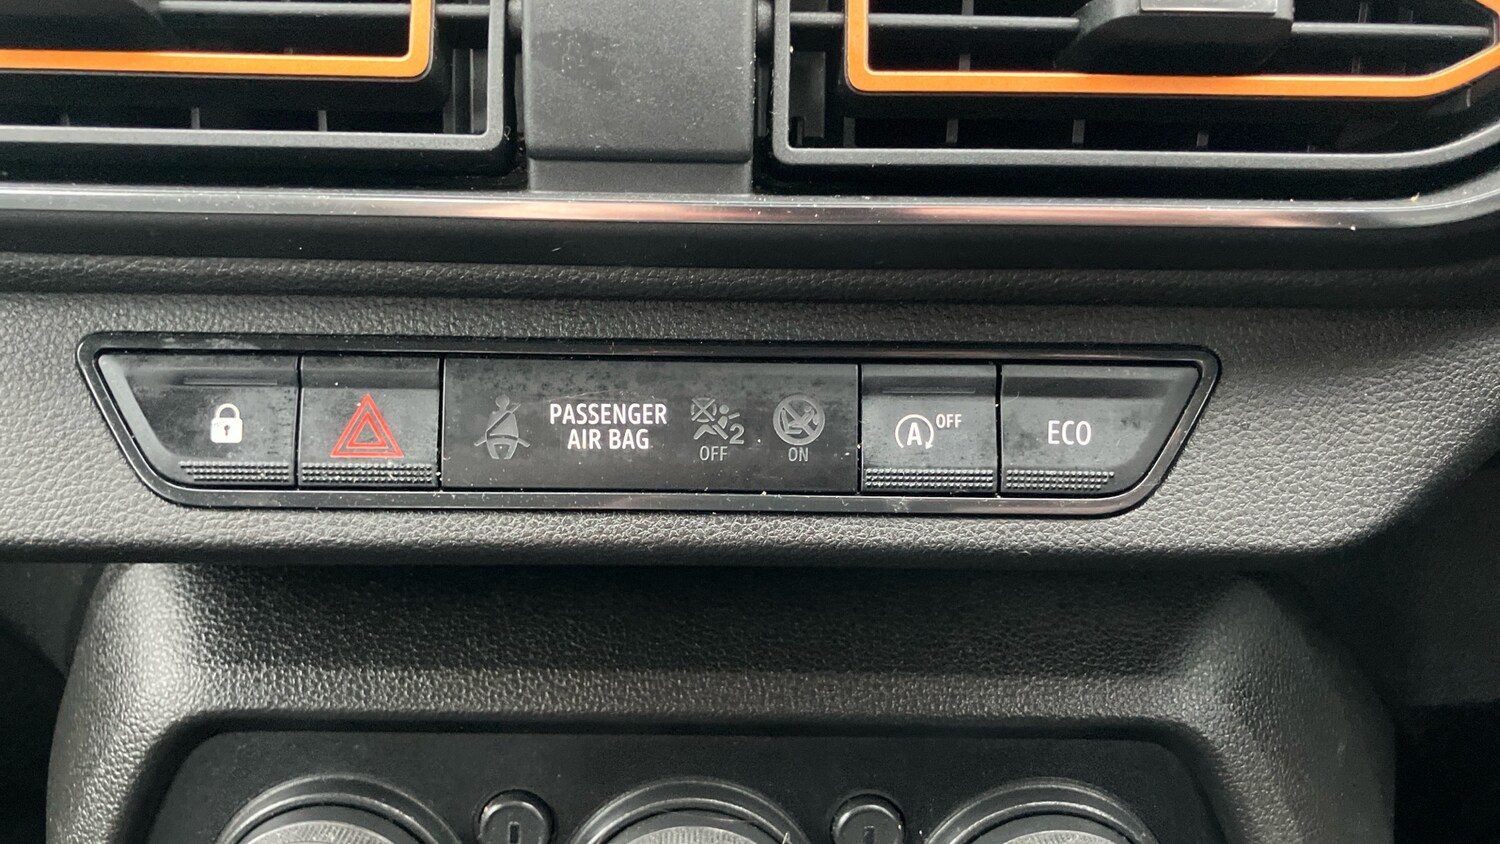 PASSENGER
AIR BAG
2
OFF
ON
A OFF
ECO